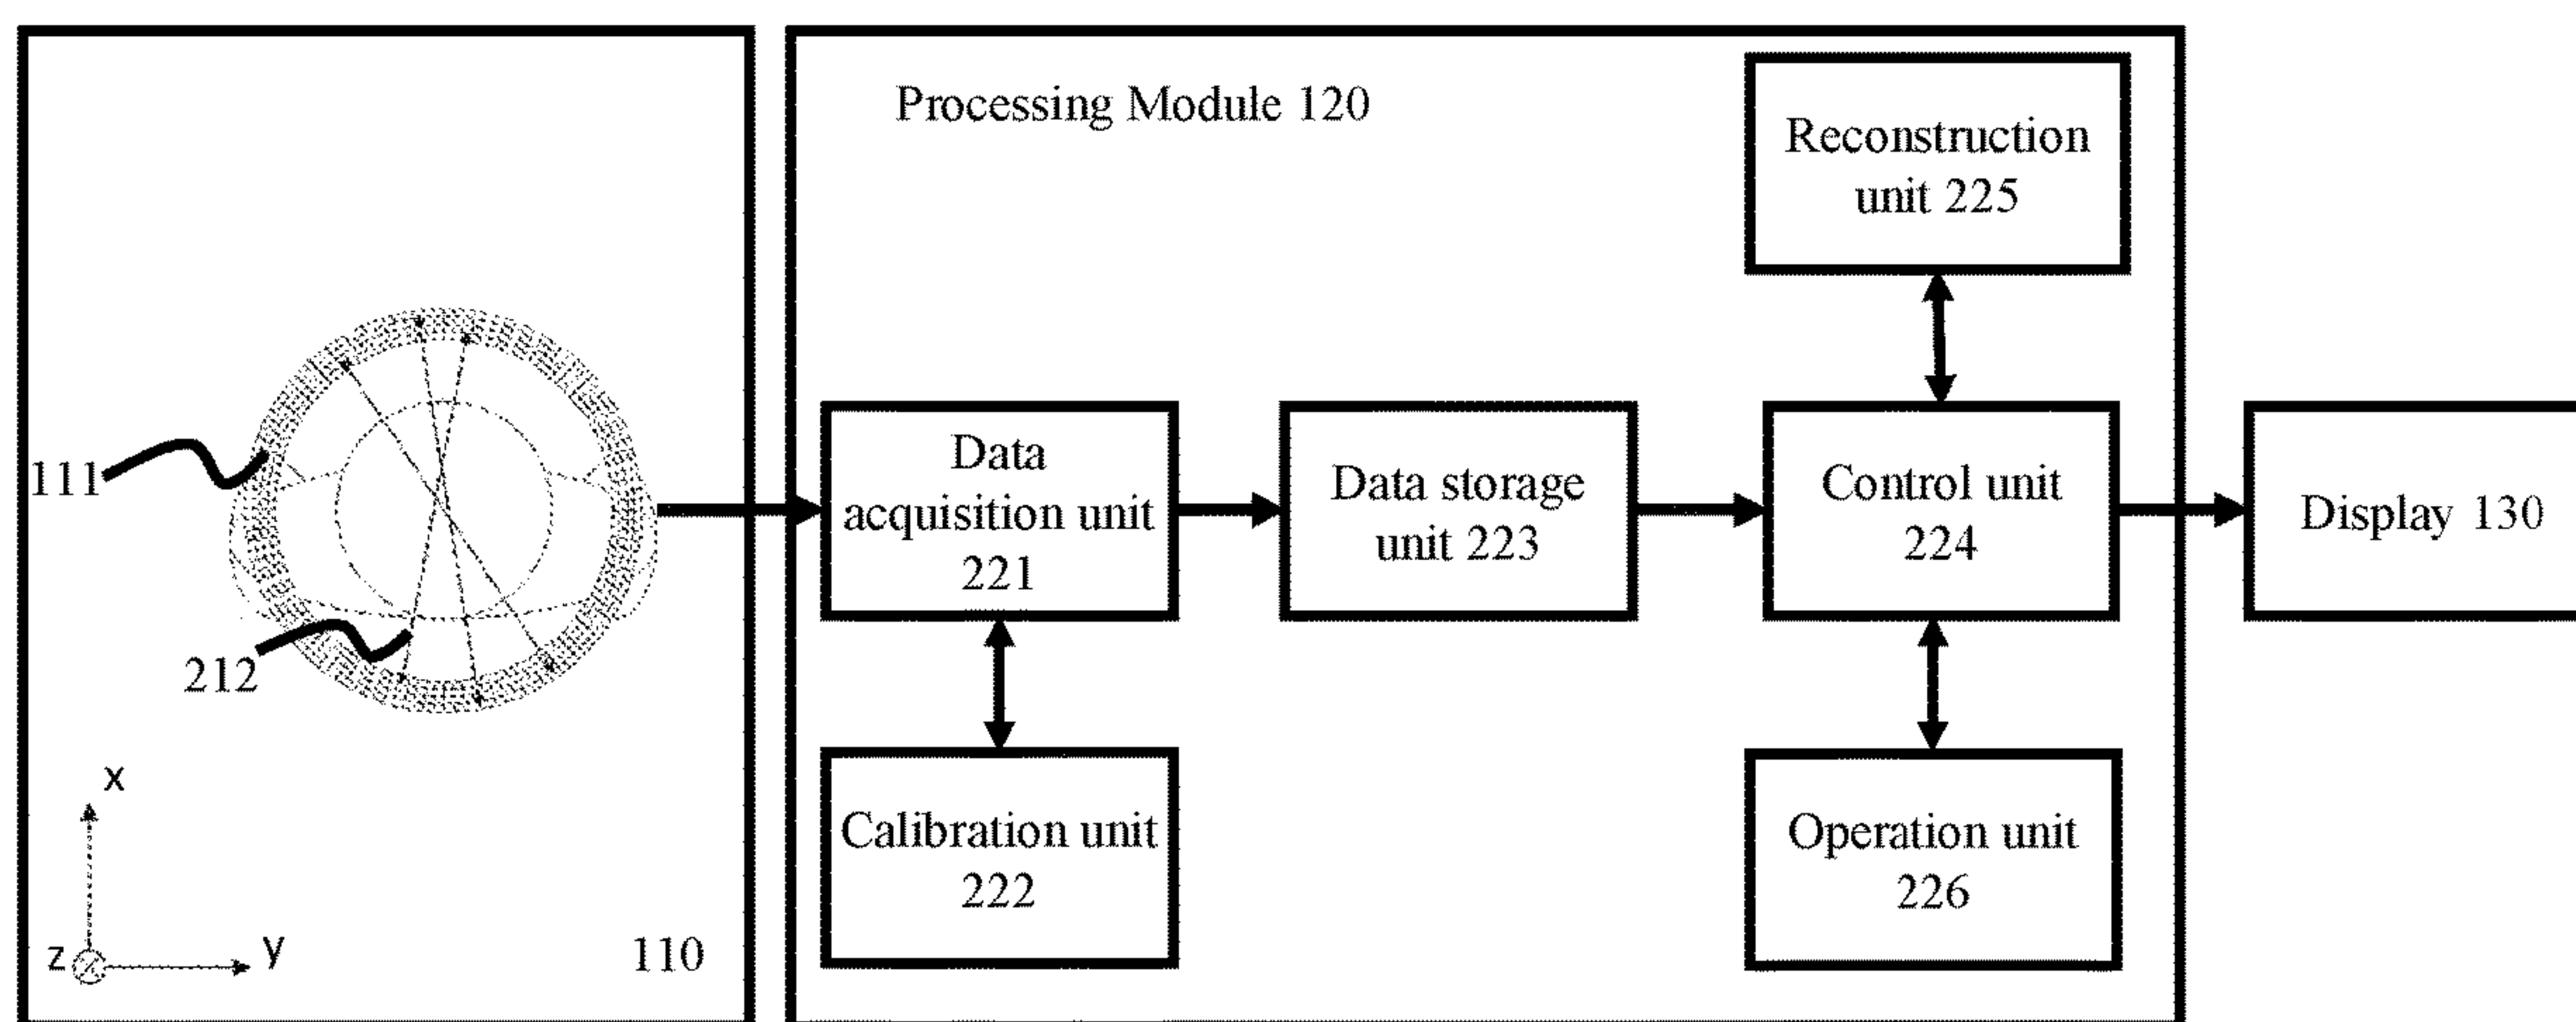 111
212
x
z
y
110
Processing Module 120
Reconstruction
unit 225
Data
acquisition unit
221
Data storage
unit 223
Control unit
224
Display 130
Calibration unit
222
Operation unit
226